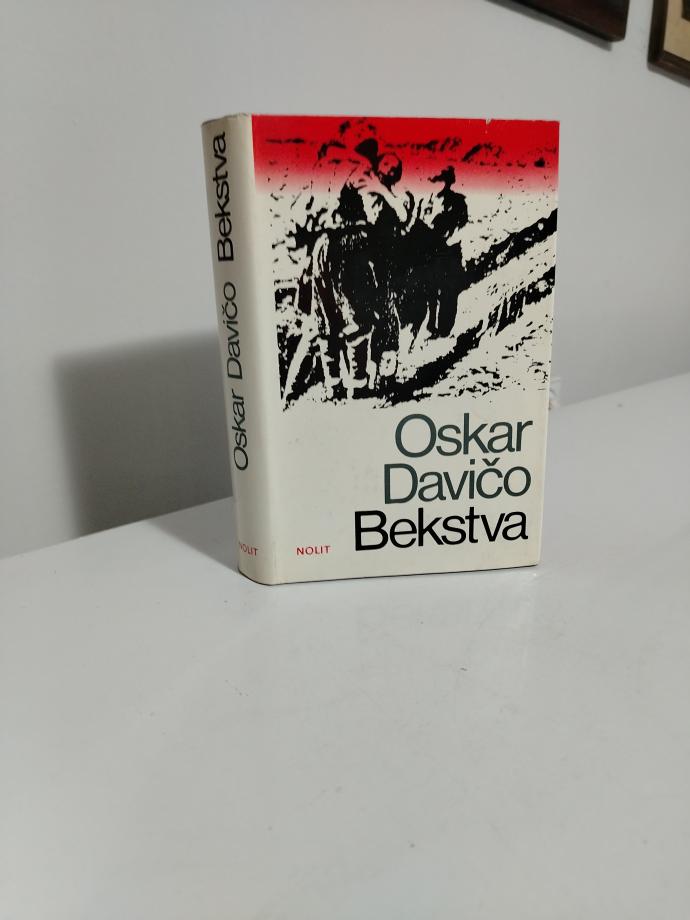 Oskar Davičo Bekstva
NOLIT
Oskar
Davičo
Bekstva
NOLIT